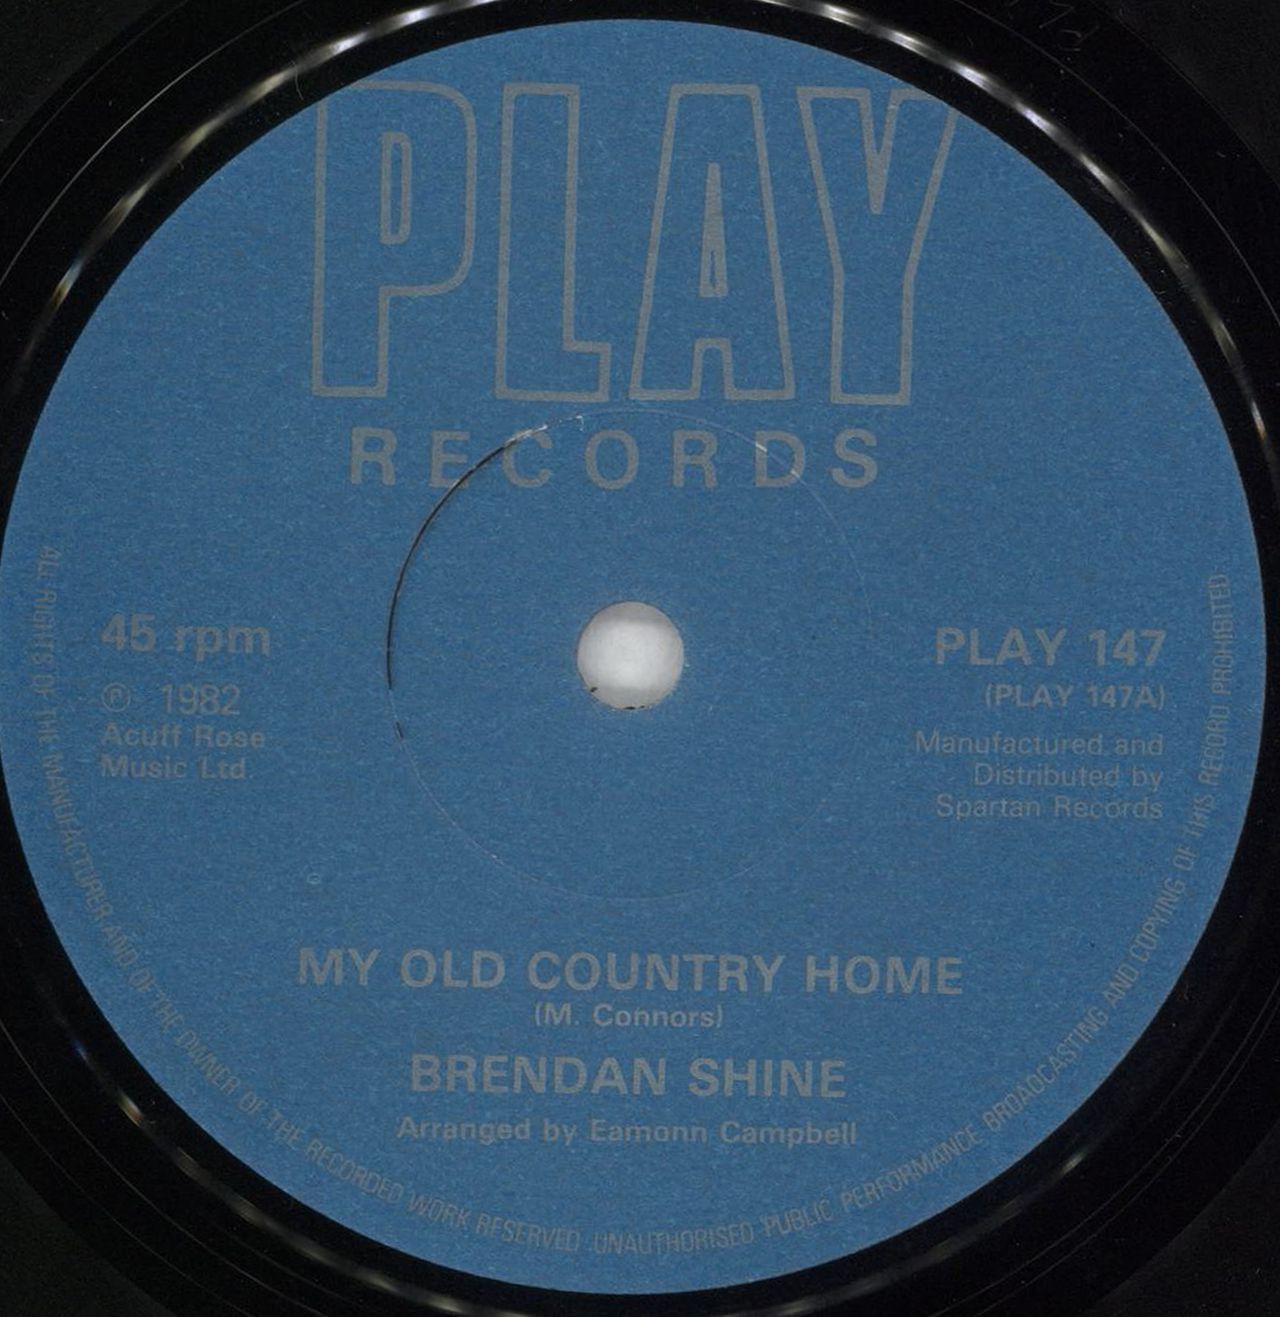 PLAY
RECORDS
45 rpm
℗ 1982
Acuff Rose
Music Ltd.
PLAY 147
(PLAY 147A)
Manufactured and
Distributed by
Spartan Records
MY OLD COUNTRY HOME
(M. Connors)
BRENDAN SHINE
Arranged by Eamonn Campbell
ALL RIGHTS OF THE MANUFACTURER AND OF THE OWNER OF THE RECORDED WORK RESERVED UNAUTHORISED PUBLIC PERFORMANCE BROADCASTING AND COPYING OF THIS RECORD PROHIBITED